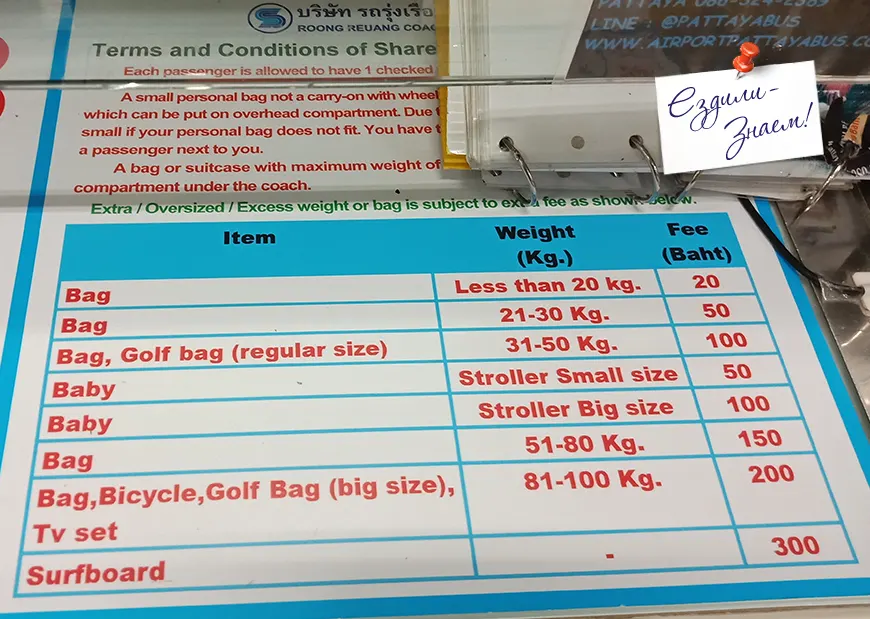 บริษัท รถรุ่งเรือ
ROONG REUANG COAC
Terms and Conditions of Share
Each passenger is allowed to have 1 checked
A small personal bag not a carry-on with wheel
which can be put on overhead compartment. Due
small if your personal bag does not fit. You have t
a passenger next to you.
A bag or suitcase with maximum weight of
compartment under the coach.
Extra / Oversized / Excess weight or bag is subject to extra fee as shown below.
PATTAYA
LINE : @PATTAYABUS
WWW.AIRPORTPATTAYABUS.CO
Ездили-
Знаем!
Item Weight (Kg.) Fee (Baht)
Bag Less than 20 kg. 20
Bag 21-30 Kg. 50
Bag, Golf bag (regular size) 31-50 Kg. 100
Baby Stroller Small size 50
Baby Stroller Big size 100
Bag 51-80 Kg. 150
Bag,Bicycle,Golf Bag (big size), 81-100 Kg. 200
Tv set
Surfboard - 300